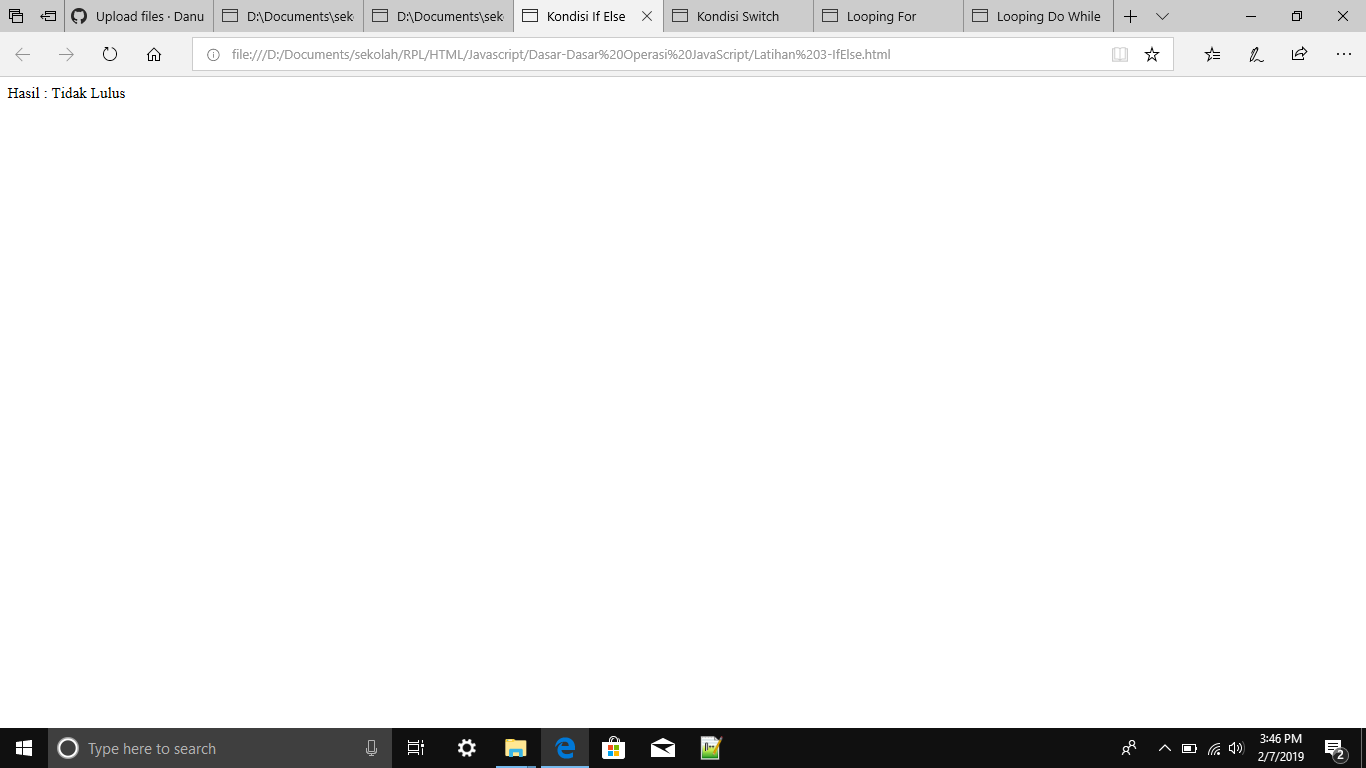 Upload files · Danu
D:\Documents\sek
D:\Documents\sek
Kondisi If Else
Kondisi Switch
Looping For
Looping Do While
file:///D:/Documents/sekolah/RPL/HTML/Javascript/Dasar-Dasar%20Operasi%20JavaScript/Latihan%203-IfElse.html
Hasil : Tidak Lulus
Type here to search
3:46 PM
2/7/2019
2